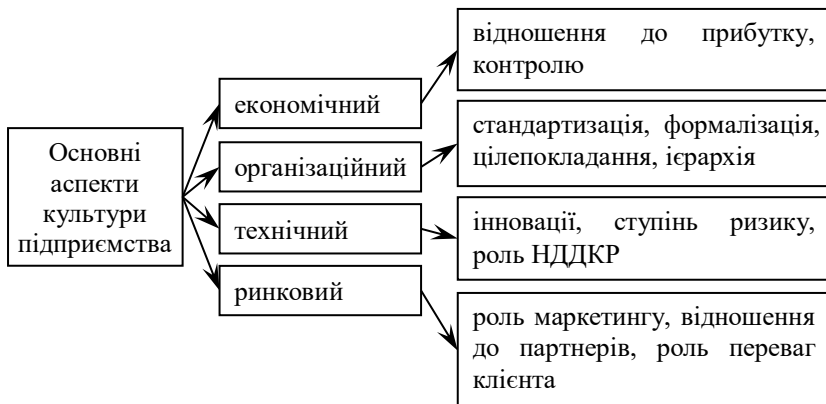 Основні
аспекти
культури
підприємства
економічний
організаційний
технічний
ринковий
відношення до прибутку,
контролю
стандартизація, формалізація,
цілепокладання, ієрархія
інновації, ступінь ризику,
роль НДДКР
роль маркетингу, відношення
до партнерів, роль переваг
клієнта